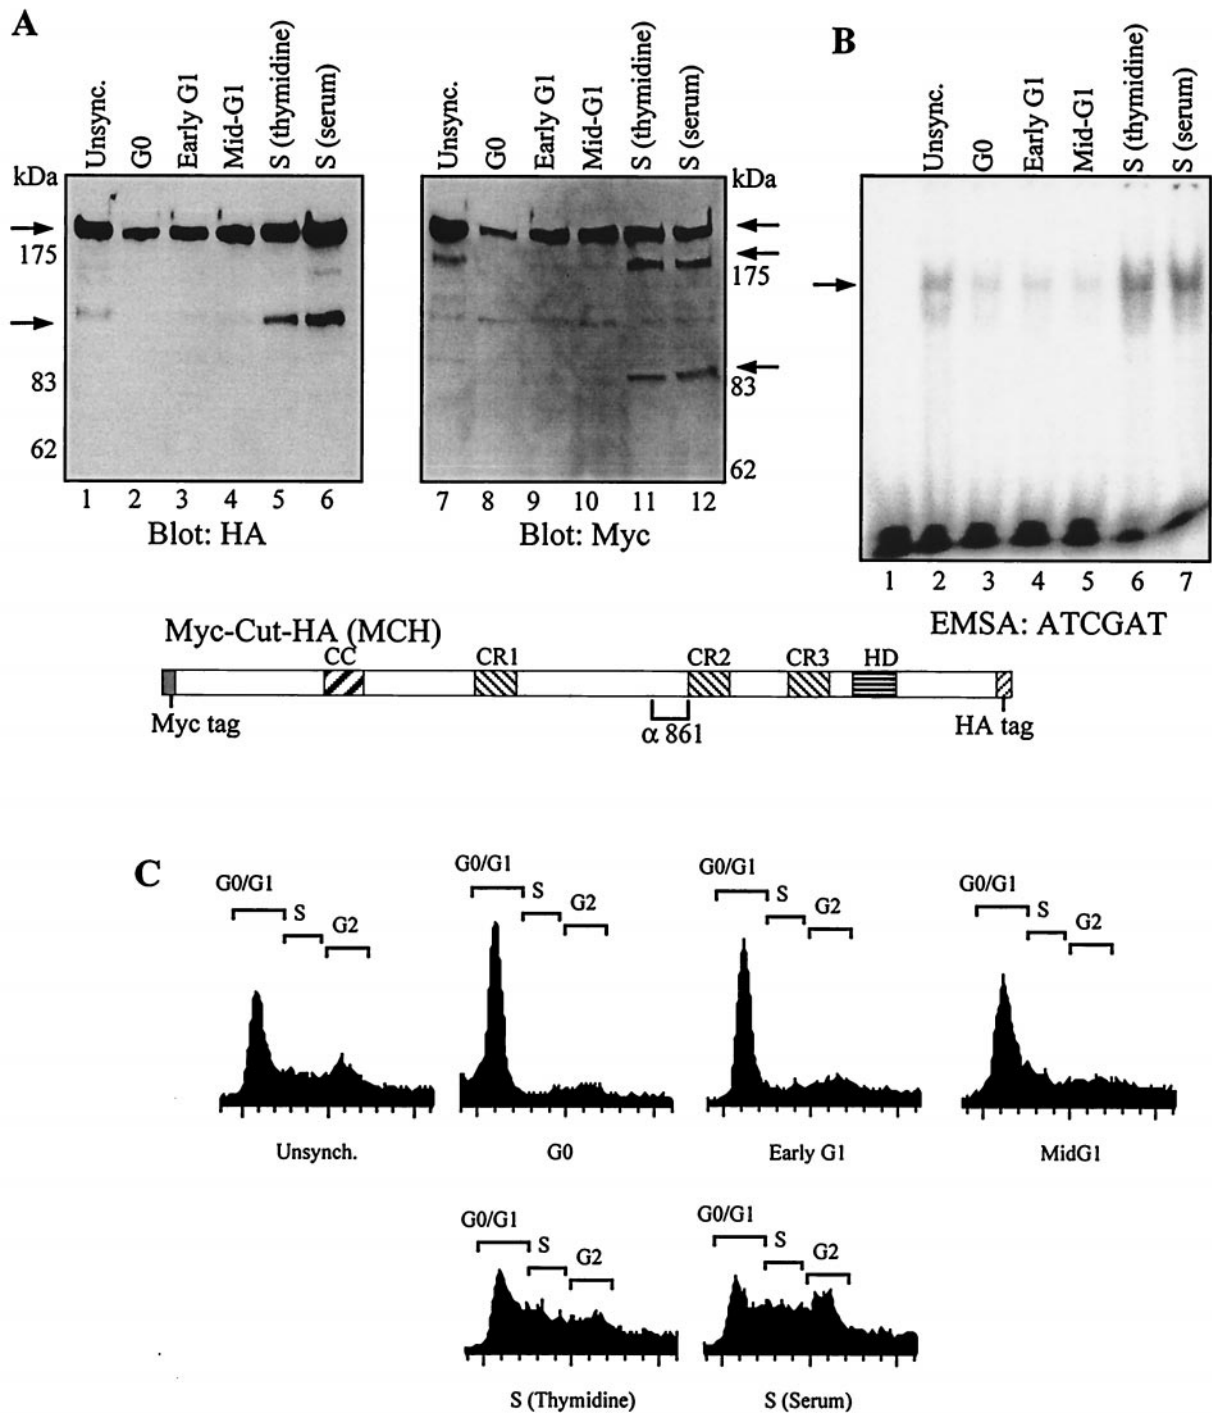 A
Unsync.
G0
Early G1
Mid-G1
S (thymidine)
S (serum)
kDa
175
83
62
1 2 3 4 5 6
Blot: HA
Unsync.
G0
Early G1
Mid-G1
S (thymidine)
S (serum)
kDa
175
83
62
7 8 9 10 11 12
Blot: Myc
B
Unsync.
G0
Early G1
Mid-G1
S (thymidine)
S (serum)
1 2 3 4 5 6 7
EMSA: ATCGAT
Myc-Cut-HA (MCH)
CC CR1 CR2 CR3 HD
Myc tag
α 861
HA tag
C
G0/G1 S G2
Unsynch.
G0/G1 S G2
G0
G0/G1 S G2
Early G1
G0/G1 S G2
MidG1
G0/G1 S G2
S (Thymidine)
G0/G1 S G2
S (Serum)